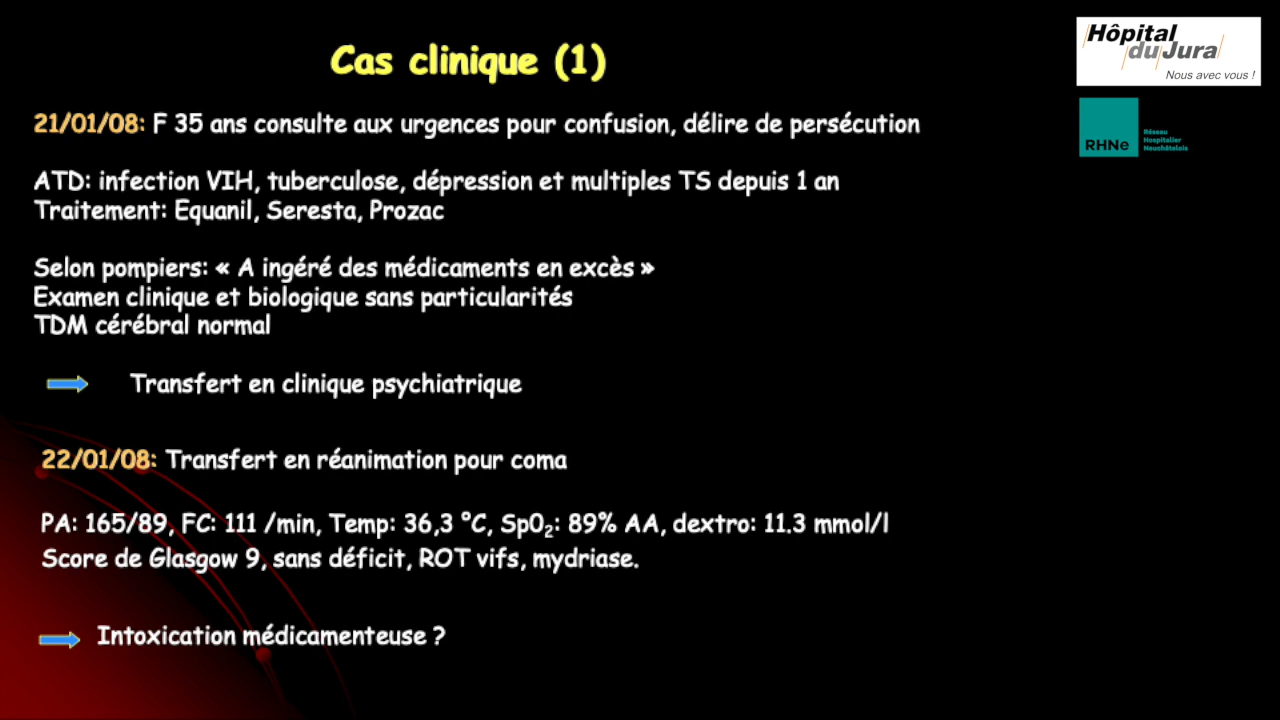 Cas clinique (1)
Hôpital
du Jura
Nous avec vous !
RHNe
Réseau
Hospitalier
Neuchâtelois
21/01/08: F 35 ans consulte aux urgences pour confusion, délire de persécution
ATD: infection VIH, tuberculose, dépression et multiples TS depuis 1 an
Traitement: Equanil, Seresta, Prozac
Selon pompiers: « A ingéré des médicaments en excès »
Examen clinique et biologique sans particularités
TDM cérébral normal
Transfert en clinique psychiatrique
22/01/08: Transfert en réanimation pour coma
PA: 165/89, FC: 111 /min, Temp: 36,3 °C, Sp0₂: 89% AA, dextro: 11.3 mmol/l
Score de Glasgow 9, sans déficit, ROT vifs, mydriase.
Intoxication médicamenteuse ?